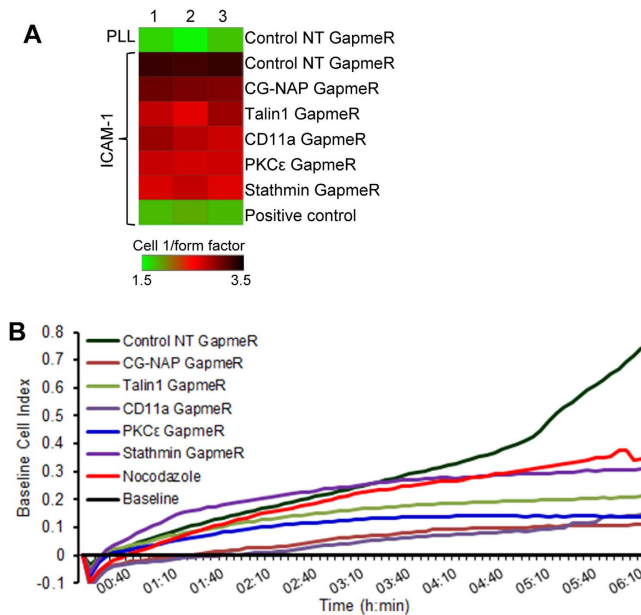 A
1 2 3
PLL
Control NT GapmeR
ICAM-1
Control NT GapmeR
CG-NAP GapmeR
Talin1 GapmeR
CD11a GapmeR
PKCε GapmeR
Stathmin GapmeR
Positive control
Cell 1/form factor
1.5 3.5
B
Baseline Cell Index
0.8
0.7
0.6
0.5
0.4
0.3
0.2
0.1
0
-0.1
Control NT GapmeR
CG-NAP GapmeR
Talin1 GapmeR
CD11a GapmeR
PKCε GapmeR
Stathmin GapmeR
Nocodazole
Baseline
00:40 01:10 01:40 02:10 02:40 03:10 03:40 04:10 04:40 05:10 05:40 06:10
Time (h:min)